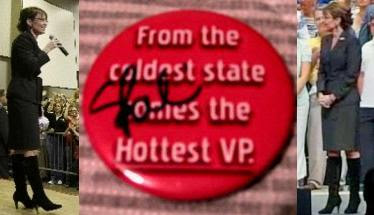 From the
coldest state
comes the
Hottest VP.